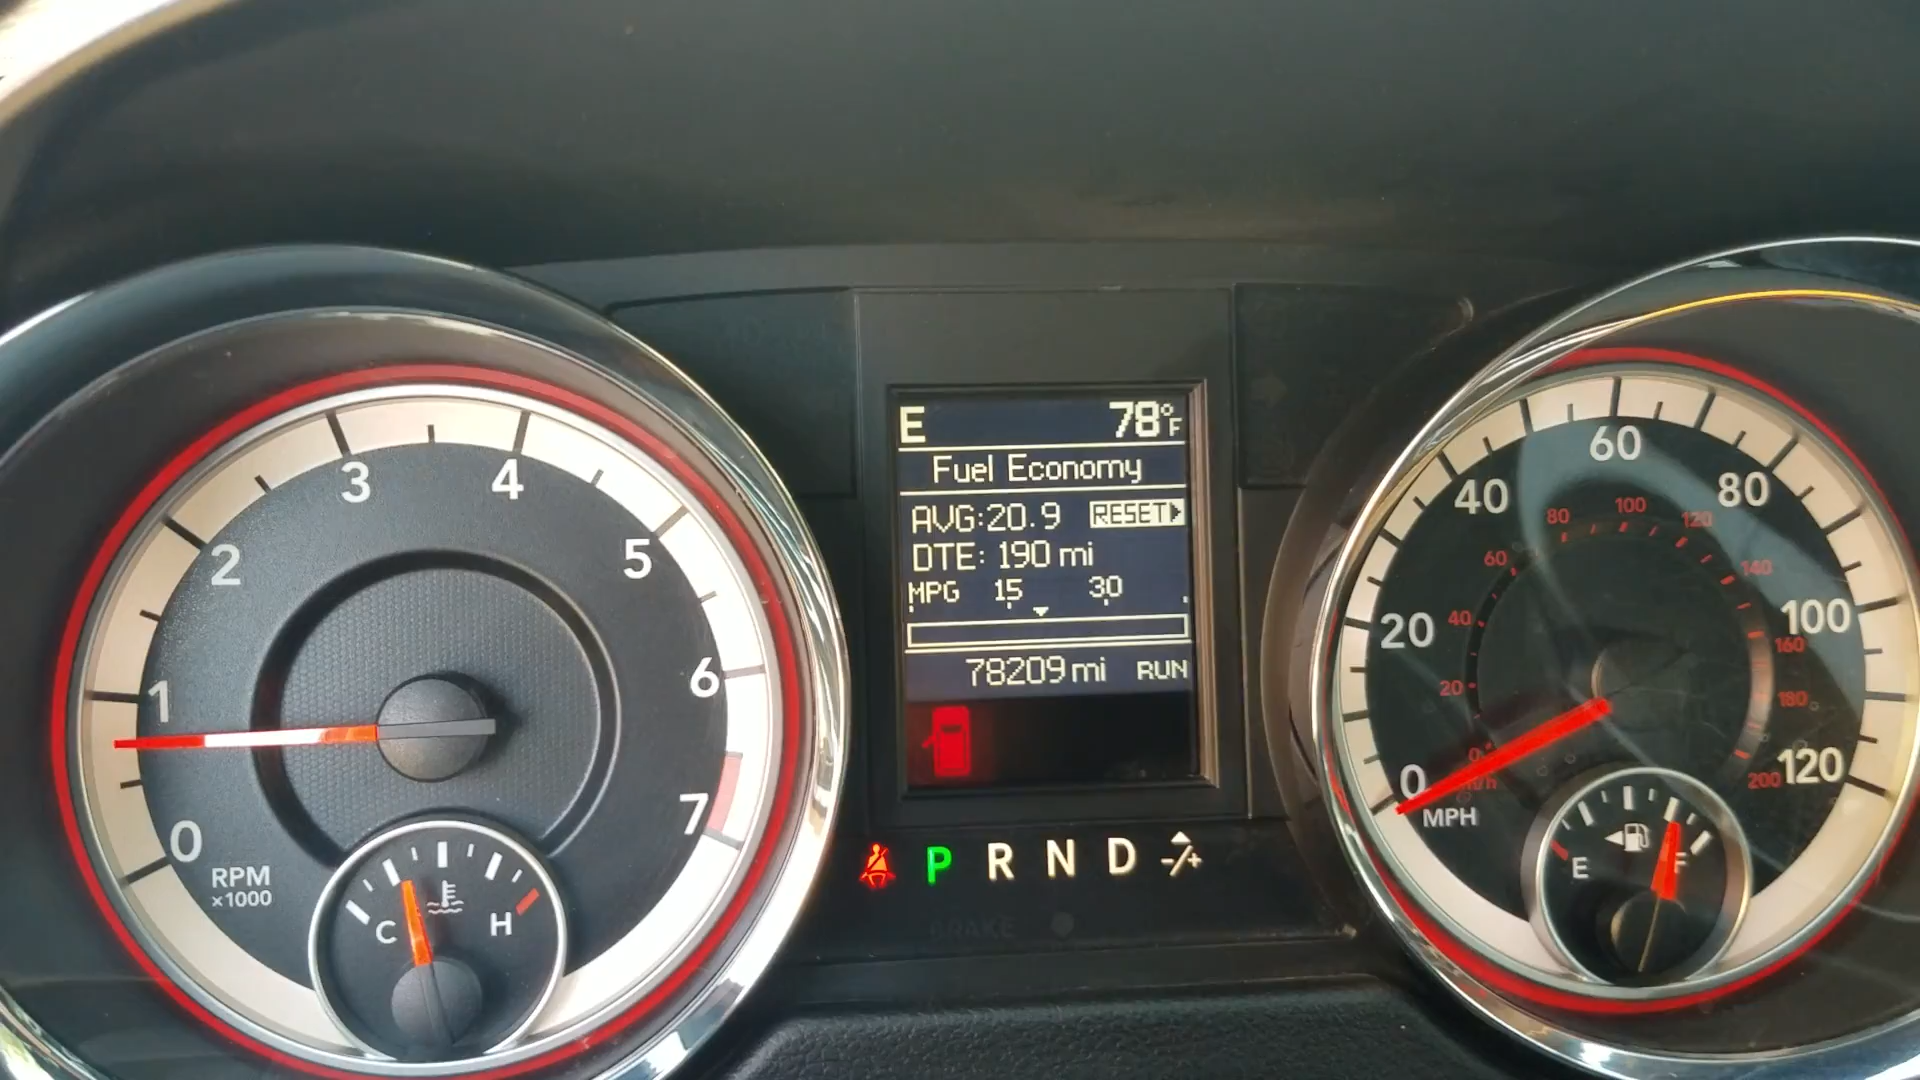 E 78°F
Fuel Economy
AVG:20.9 RESET
DTE: 190 mi
MPG 15 30
78209 mi RUN
P R N D -/+
BRAKE
0 1 2 3 4 5 6 7
RPM
×1000
C H
0 20 40 60 80 100 120
MPH
0 20 40 60 80 100 120 140 160 180 200
km/h
E F